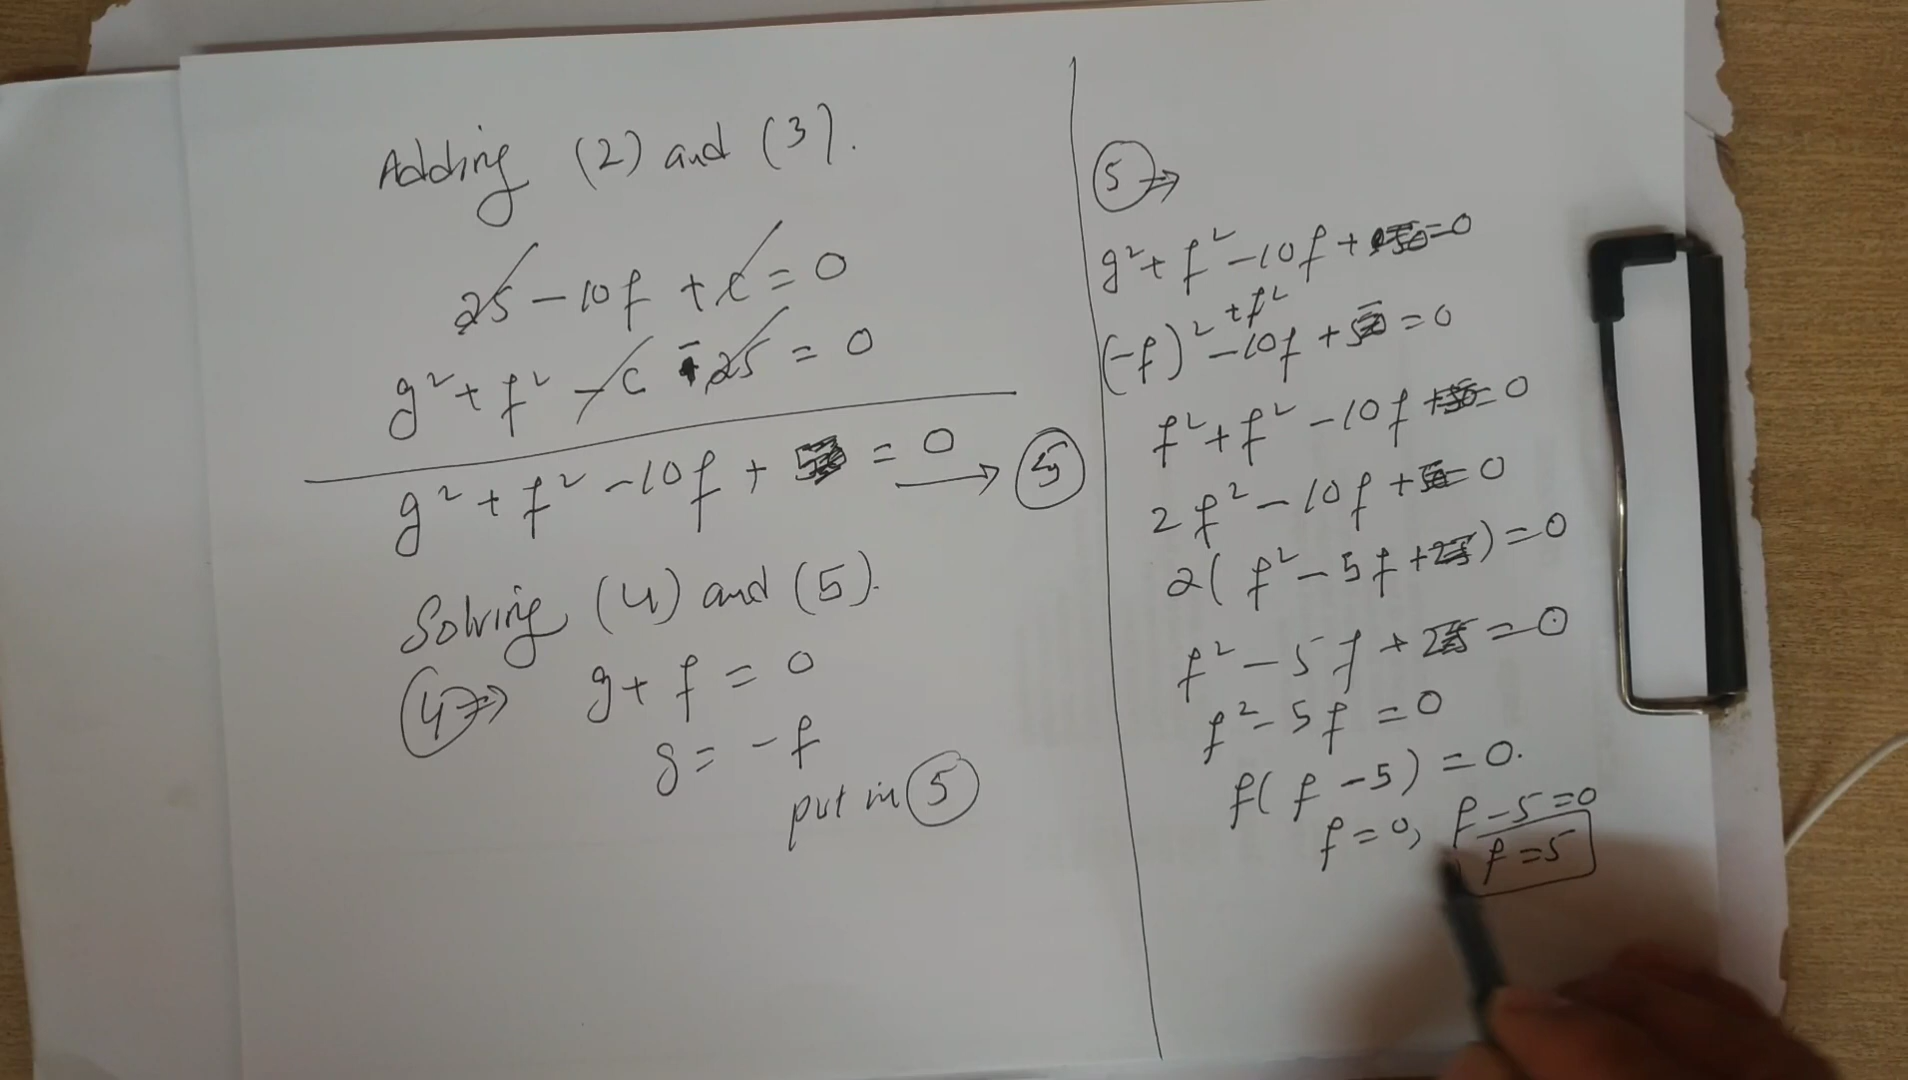 Adding (2) and (3).
25 - 10f + c = 0
g² + f² - c - 25 = 0
g² + f² - 10f + = 0 → (5)
Solving (4) and (5).
(4) ⇒ g + f = 0
g = -f
put in (5)
(5) ⇒
g² + f² - 10f + = 0
(-f)² + f² - 10f + = 0
f² + f² - 10f = 0
2f² - 10f + = 0
2(f² - 5f + ) = 0
f² - 5f + = 0
f² - 5f = 0
f(f - 5) = 0.
f = 0, f - 5 = 0
f = 5